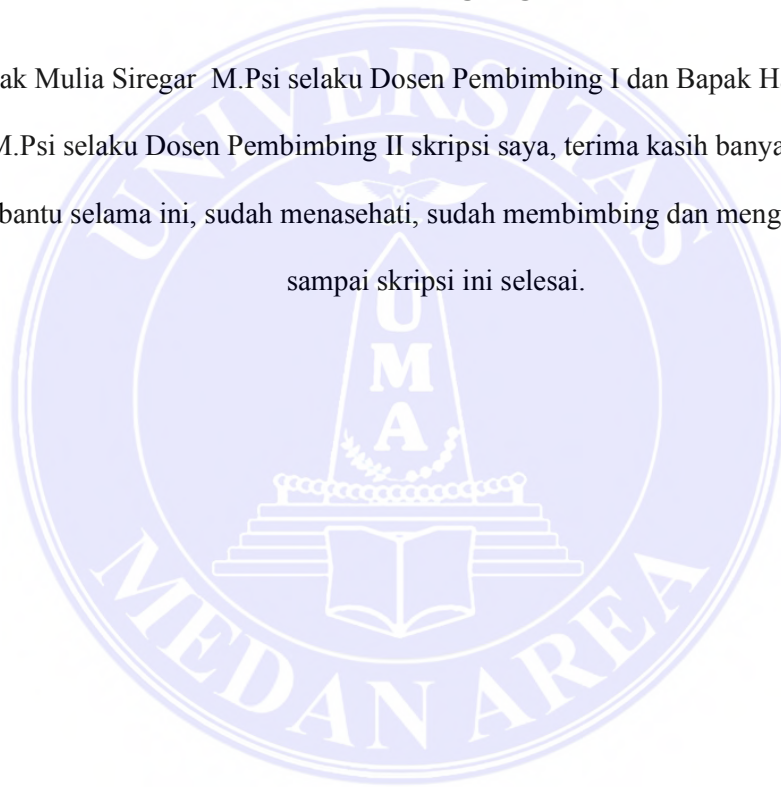 ak Mulia Siregar M.Psi selaku Dosen Pembimbing I dan Bapak H
M.Psi selaku Dosen Pembimbing II skripsi saya, terima kasih banya
bantu selama ini, sudah menasehati, sudah membimbing dan meng
sampai skripsi ini selesai.
UNIVERSITAS
UMA
MEDAN AREA